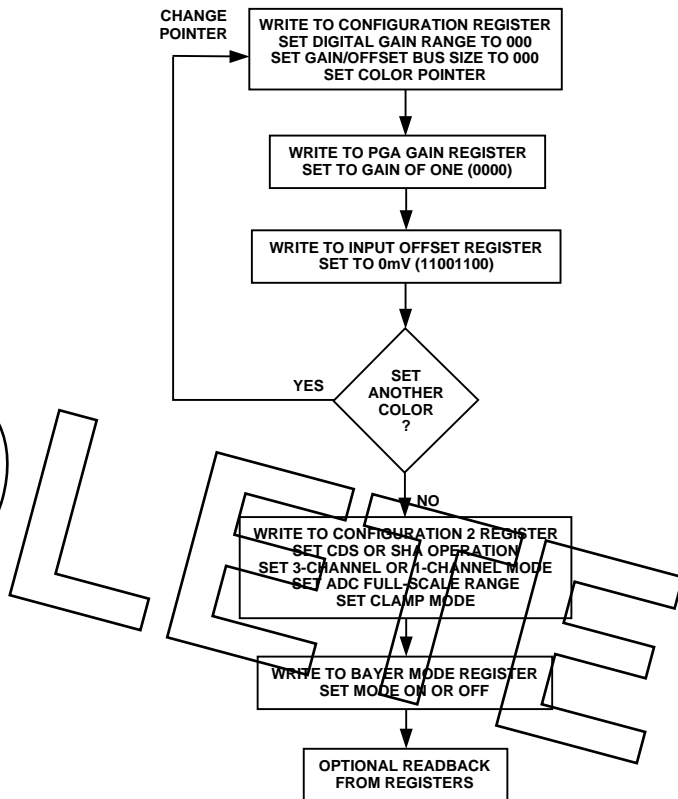 CHANGE
POINTER
WRITE TO CONFIGURATION REGISTER
SET DIGITAL GAIN RANGE TO 000
SET GAIN/OFFSET BUS SIZE TO 000
SET COLOR POINTER
WRITE TO PGA GAIN REGISTER
SET TO GAIN OF ONE (0000)
WRITE TO INPUT OFFSET REGISTER
SET TO 0mV (11001100)
YES
SET
ANOTHER
COLOR
?
NO
WRITE TO CONFIGURATION 2 REGISTER
SET CDS OR SHA OPERATION
SET 3-CHANNEL OR 1-CHANNEL MODE
SET ADC FULL-SCALE RANGE
SET CLAMP MODE
WRITE TO BAYER MODE REGISTER
SET MODE ON OR OFF
OPTIONAL READBACK
FROM REGISTERS
LETE